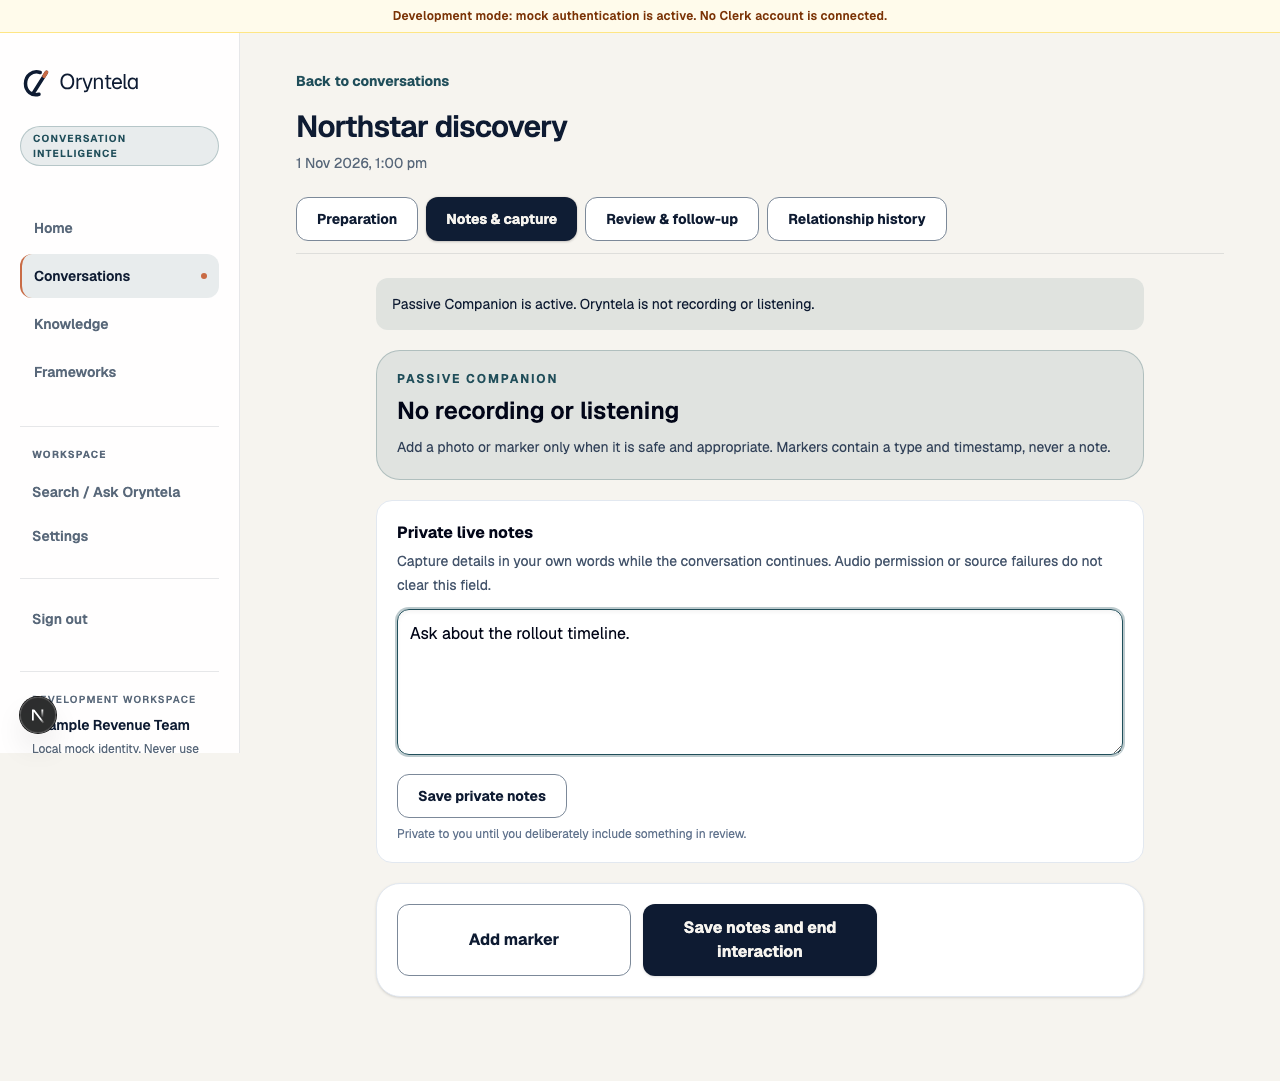 Development mode: mock authentication is active. No Clerk account is connected.
Oryntela
CONVERSATION
INTELLIGENCE
Home
Conversations
Knowledge
Frameworks
WORKSPACE
Search / Ask Oryntela
Settings
Sign out
WORKSPACE
Revenue Team
Local mock identity. Never use
N
Back to conversations
Northstar discovery
1 Nov 2026, 1:00 pm
Preparation
Notes & capture
Review & follow-up
Relationship history
Passive Companion is active. Oryntela is not recording or listening.
PASSIVE COMPANION
No recording or listening
Add a photo or marker only when it is safe and appropriate. Markers contain a type and timestamp, never a note.
Private live notes
Capture details in your own words while the conversation continues. Audio permission or source failures do not
clear this field.
Ask about the rollout timeline.
Save private notes
Private to you until you deliberately include something in review.
Add marker
Save notes and end
interaction